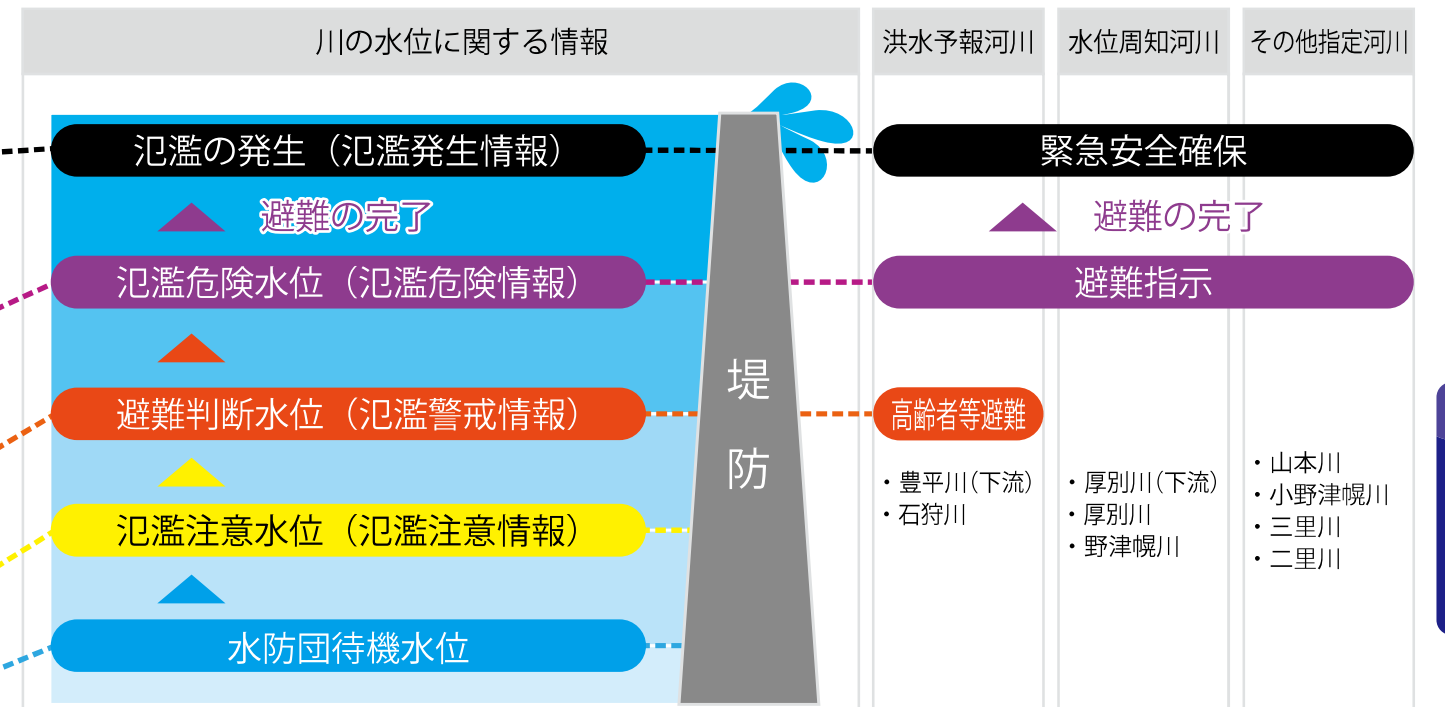 川の水位に関する情報
洪水予報河川
水位周知河川
その他指定河川
氾濫の発生（氾濫発生情報）
緊急安全確保
避難の完了
避難の完了
氾濫危険水位（氾濫危険情報）
避難指示
避難判断水位（氾濫警戒情報）
高齢者等避難
氾濫注意水位（氾濫注意情報）
水防団待機水位
堤
防
・豊平川（下流）
・石狩川
・厚別川（下流）
・厚別川
・野津幌川
・山本川
・小野津幌川
・三里川
・二里川